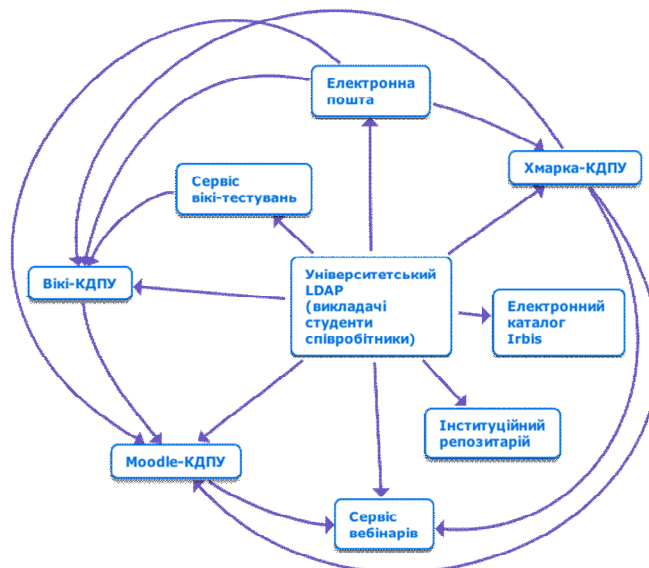 Електронна
пошта
Хмарка-КДПУ
Сервіс
вікі-тестувань
Університетський
LDAP
(викладачі
студенти
співробітники)
Вікі-КДПУ
Електронний
каталог
Irbis
Інституційний
репозитарій
Moodle-КДПУ
Сервіс
вебінарів